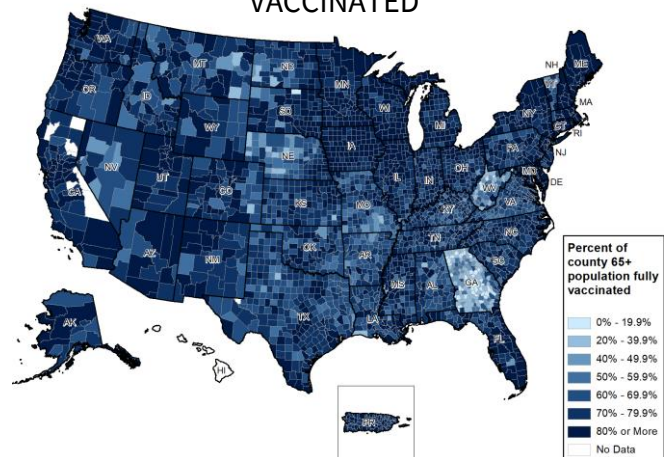 VACCINATED
WA
MT
ND
MN
OR
ID
WY
SD
WI
MI
NH
VT
ME
NY
MA
CT
RI
PA
NJ
NV
UT
CO
NE
IA
IL
IN
OH
MD
DE
WV
VA
CA
KS
MO
KY
AZ
NM
OK
AR
TN
NC
SC
TX
LA
MS
AL
GA
FL
AK
HI
PR
Percent of
county 65+
population fully
vaccinated
0% - 19.9%
20% - 39.9%
40% - 49.9%
50% - 59.9%
60% - 69.9%
70% - 79.9%
80% or More
No Data